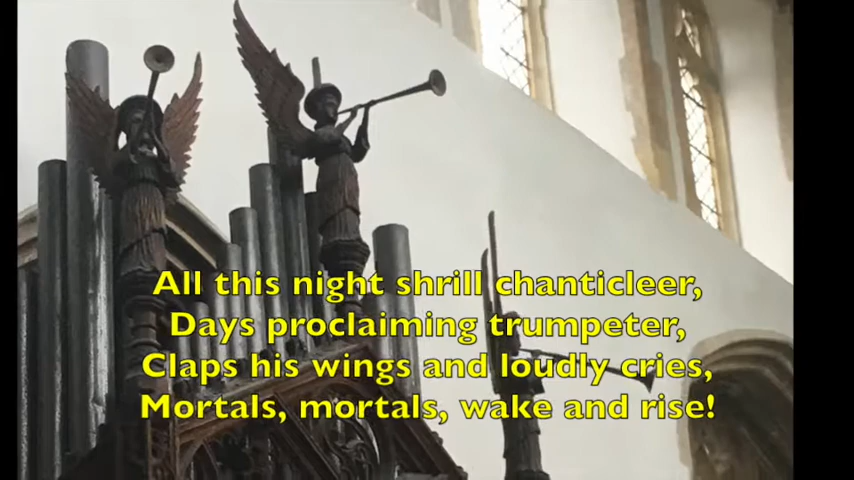 All this night shrill chanticleer,
Days proclaiming trumpeter,
Claps his wings and loudly cries,
Mortals, mortals, wake and rise!